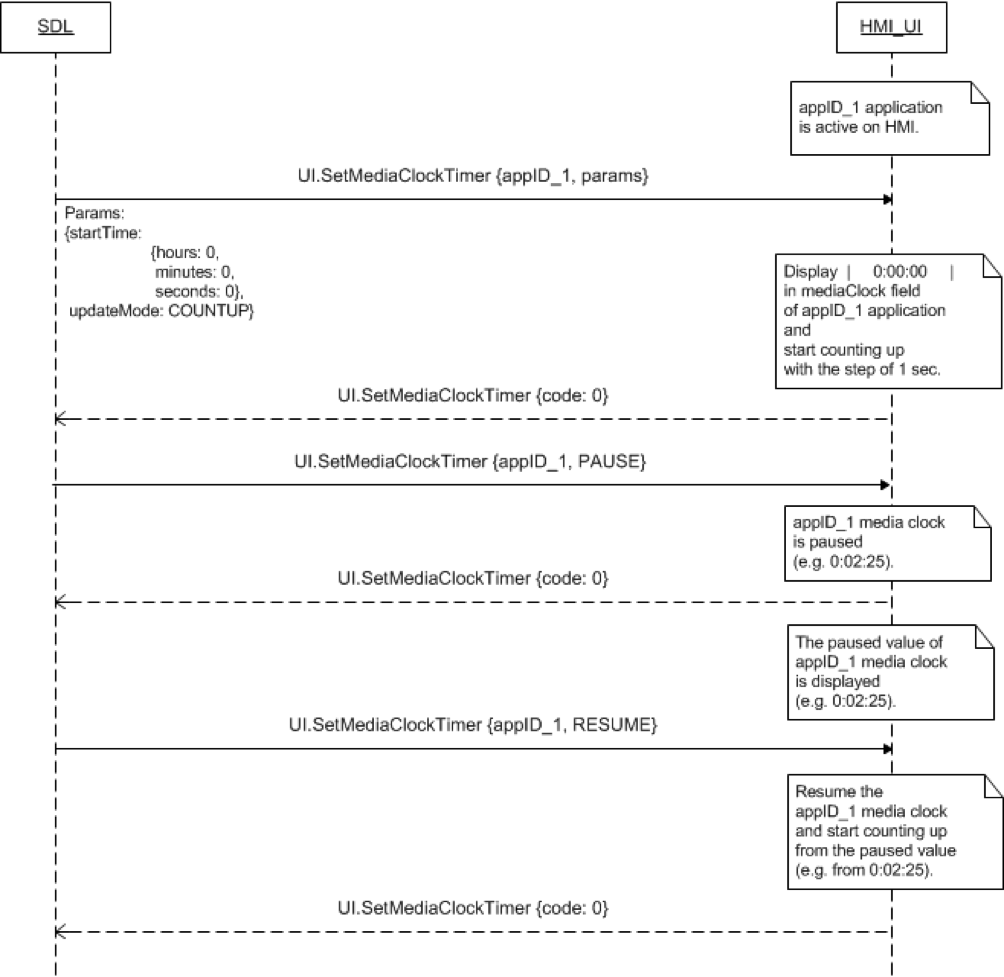 SDL
HMI_UI
appID_1 application
is active on HMI.
UI.SetMediaClockTimer {appID_1, params}
Params:
{startTime:
{hours: 0,
minutes: 0,
seconds: 0},
updateMode: COUNTUP}
Display | 0:00:00 |
in mediaClock field
of appID_1 application
and
start counting up
with the step of 1 sec.
UI.SetMediaClockTimer {code: 0}
UI.SetMediaClockTimer {appID_1, PAUSE}
appID_1 media clock
is paused
(e.g. 0:02:25).
UI.SetMediaClockTimer {code: 0}
The paused value of
appID_1 media clock
is displayed
(e.g. 0:02:25).
UI.SetMediaClockTimer {appID_1, RESUME}
Resume the
appID_1 media clock
and start counting up
from the paused value
(e.g. from 0:02:25).
UI.SetMediaClockTimer {code: 0}